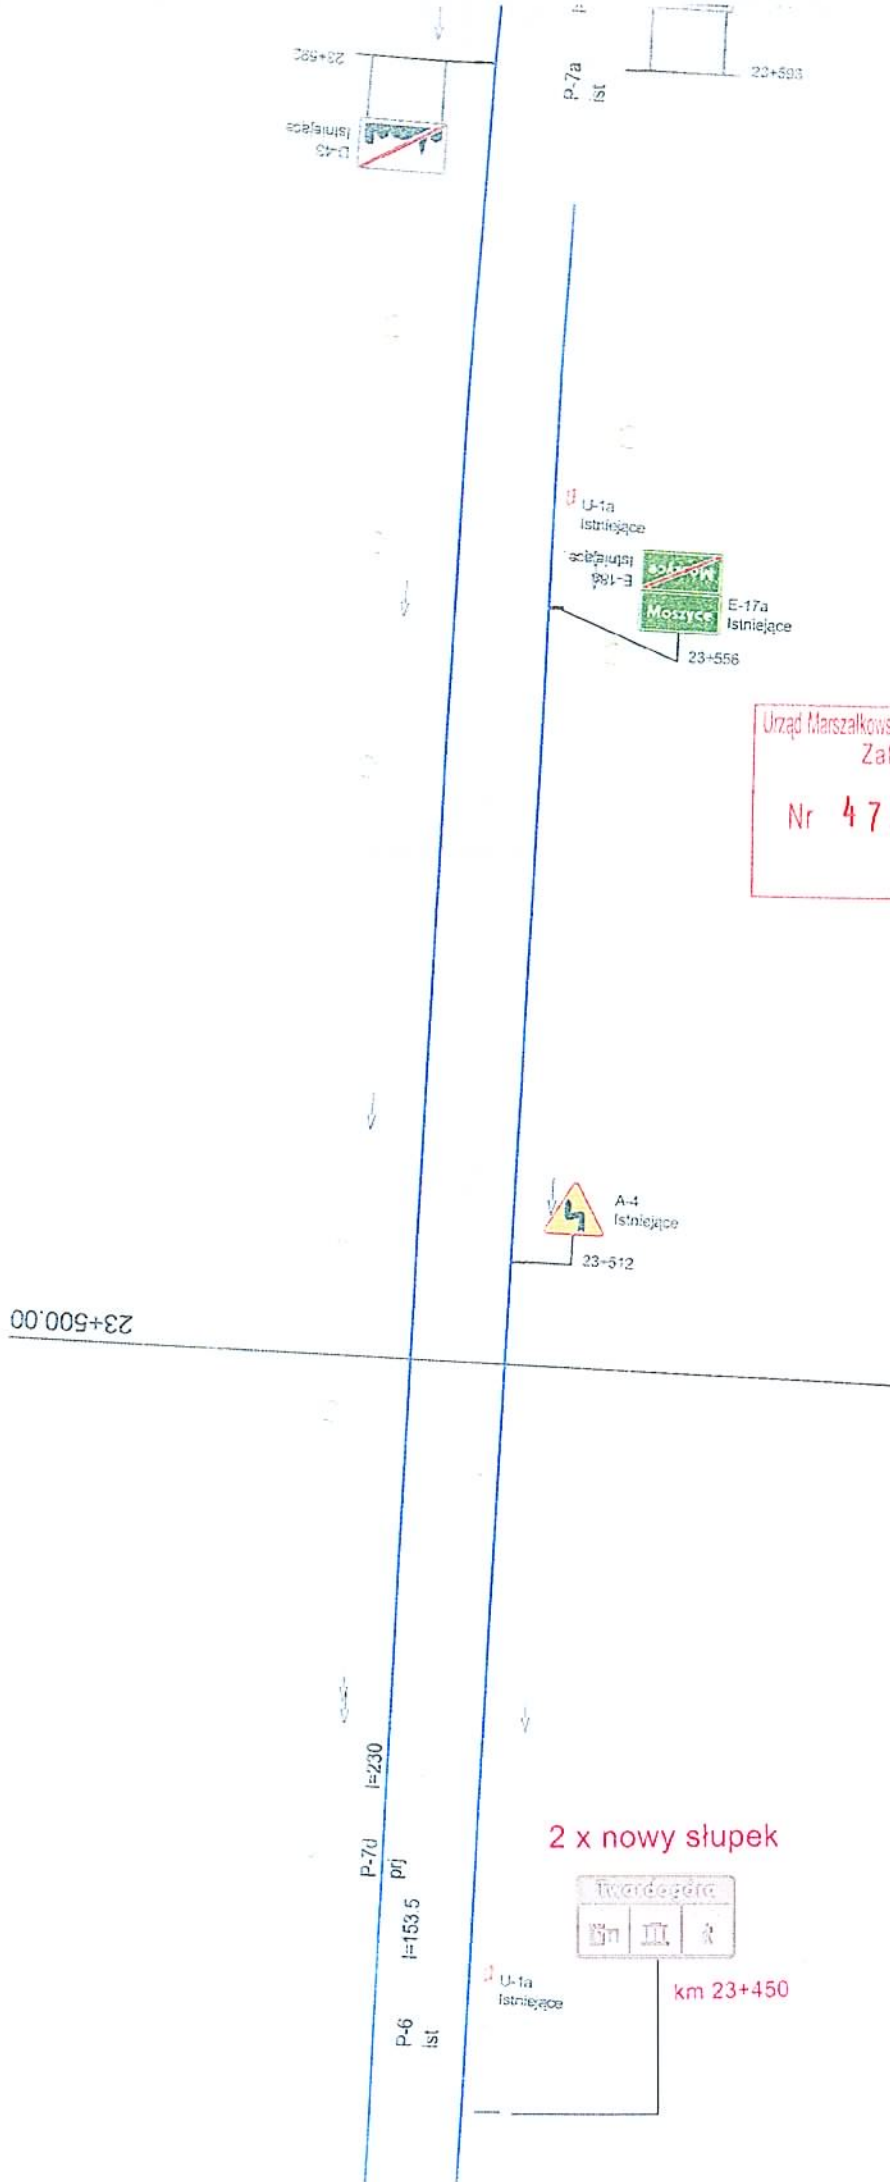 P-7a
ist
23+593
23+592
Istniejące
D-43
U-1a
Istniejące
Istniejące
Moszyce
Moszyce
E-17a
Istniejące
23+556
Urząd Marszałkows
Nr 47
A-4
Istniejące
23+512
23+500.00
P-7d l=230
prj
2 x nowy słupek
Twardogóra
km 23+450
U-1a
Istniejące
P-6 l=153.5
ist